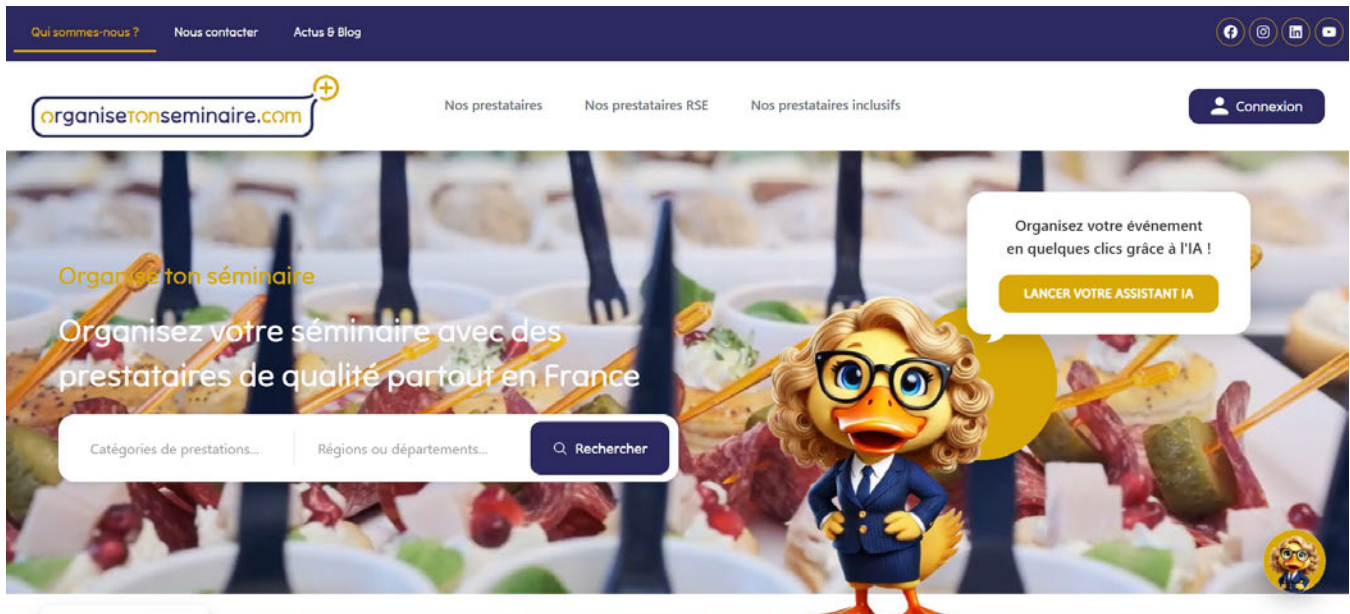 Qui sommes-nous ? Nous contacter Actus & Blog
organisetonseminaire.com
Nos prestataires Nos prestataires RSE Nos prestataires inclusifs
Connexion
Organisez votre événement
en quelques clics grâce à l'IA !
LANCER VOTRE ASSISTANT IA
Organise ton séminaire
Organisez votre séminaire avec des
prestataires de qualité partout en France
Catégories de prestations... Régions ou départements... Rechercher